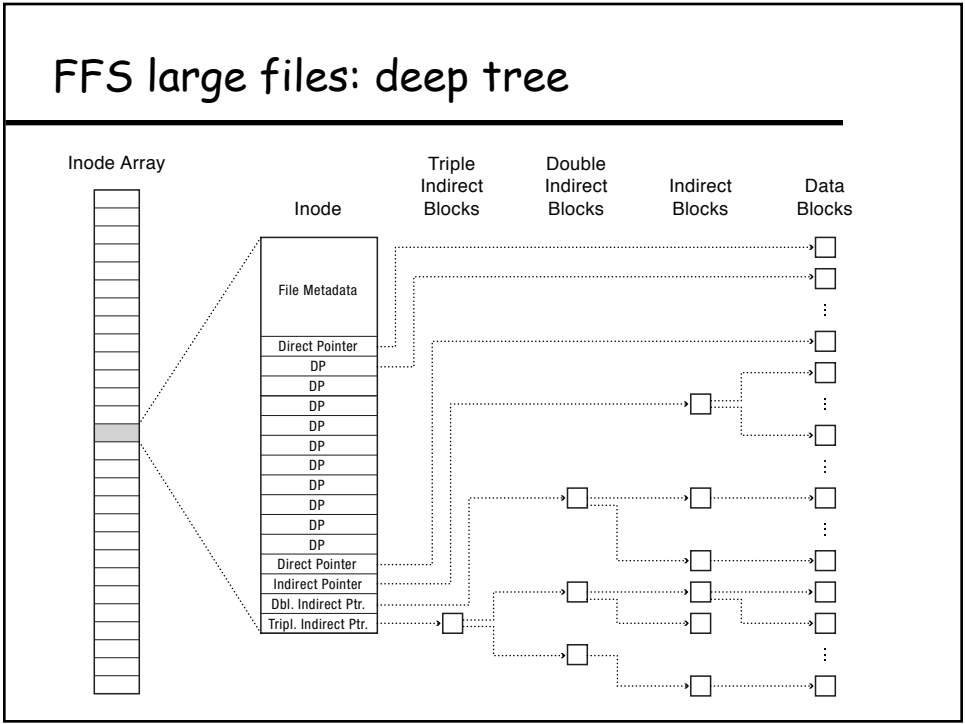 FFS large files: deep tree
Inode Array
Inode
Triple
Indirect
Blocks
Double
Indirect
Blocks
Indirect
Blocks
Data
Blocks
File Metadata
Direct Pointer
DP
DP
DP
DP
DP
DP
DP
DP
DP
DP
Direct Pointer
Indirect Pointer
Dbl. Indirect Ptr.
Tripl. Indirect Ptr.